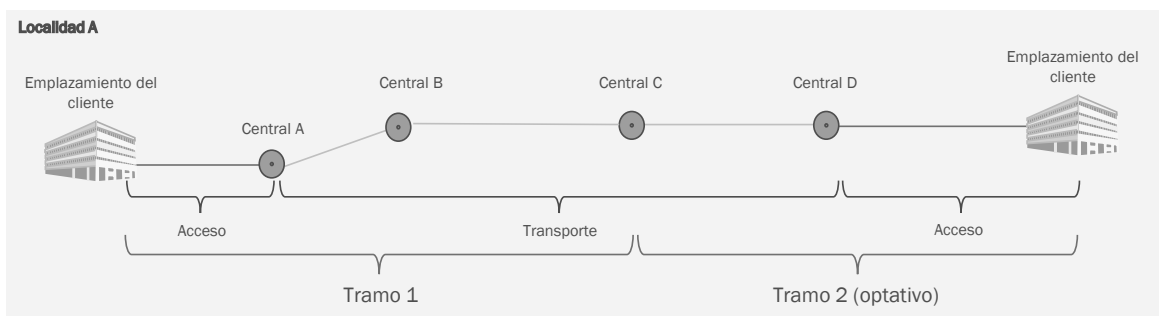 Localidad A
Emplazamiento del
cliente
Central A
Central B
Central C
Central D
Emplazamiento del
cliente
Acceso
Transporte
Acceso
Tramo 1
Tramo 2 (optativo)